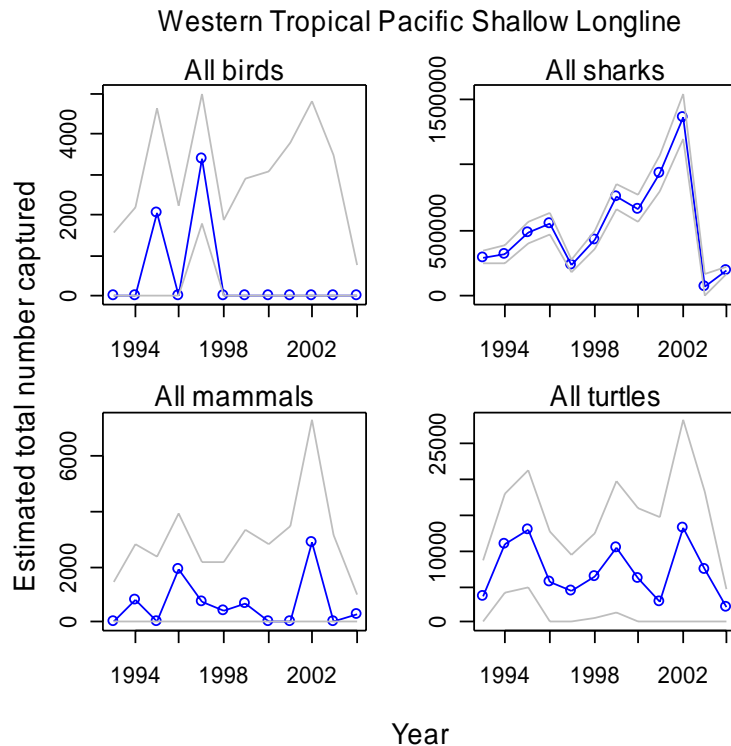 Western Tropical Pacific Shallow Longline
All birds
All sharks
Estimated total number captured
0 2000 4000
0 500000 1500000
1994 1998 2002
1994 1998 2002
All mammals
All turtles
0 2000 6000
0 10000 25000
1994 1998 2002
1994 1998 2002
Year